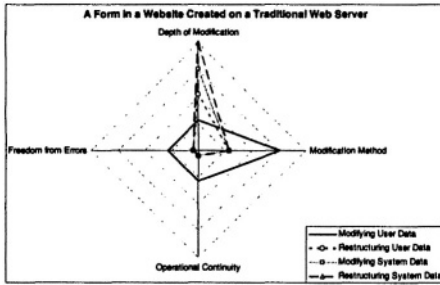 A Form in a Website Created on a Traditional Web Server
Depth of Modification
Freedom from Errors
Modification Method
Operational Continuity
Modifying User Data
Restructuring User Data
Modifying System Data
Restructuring System Data